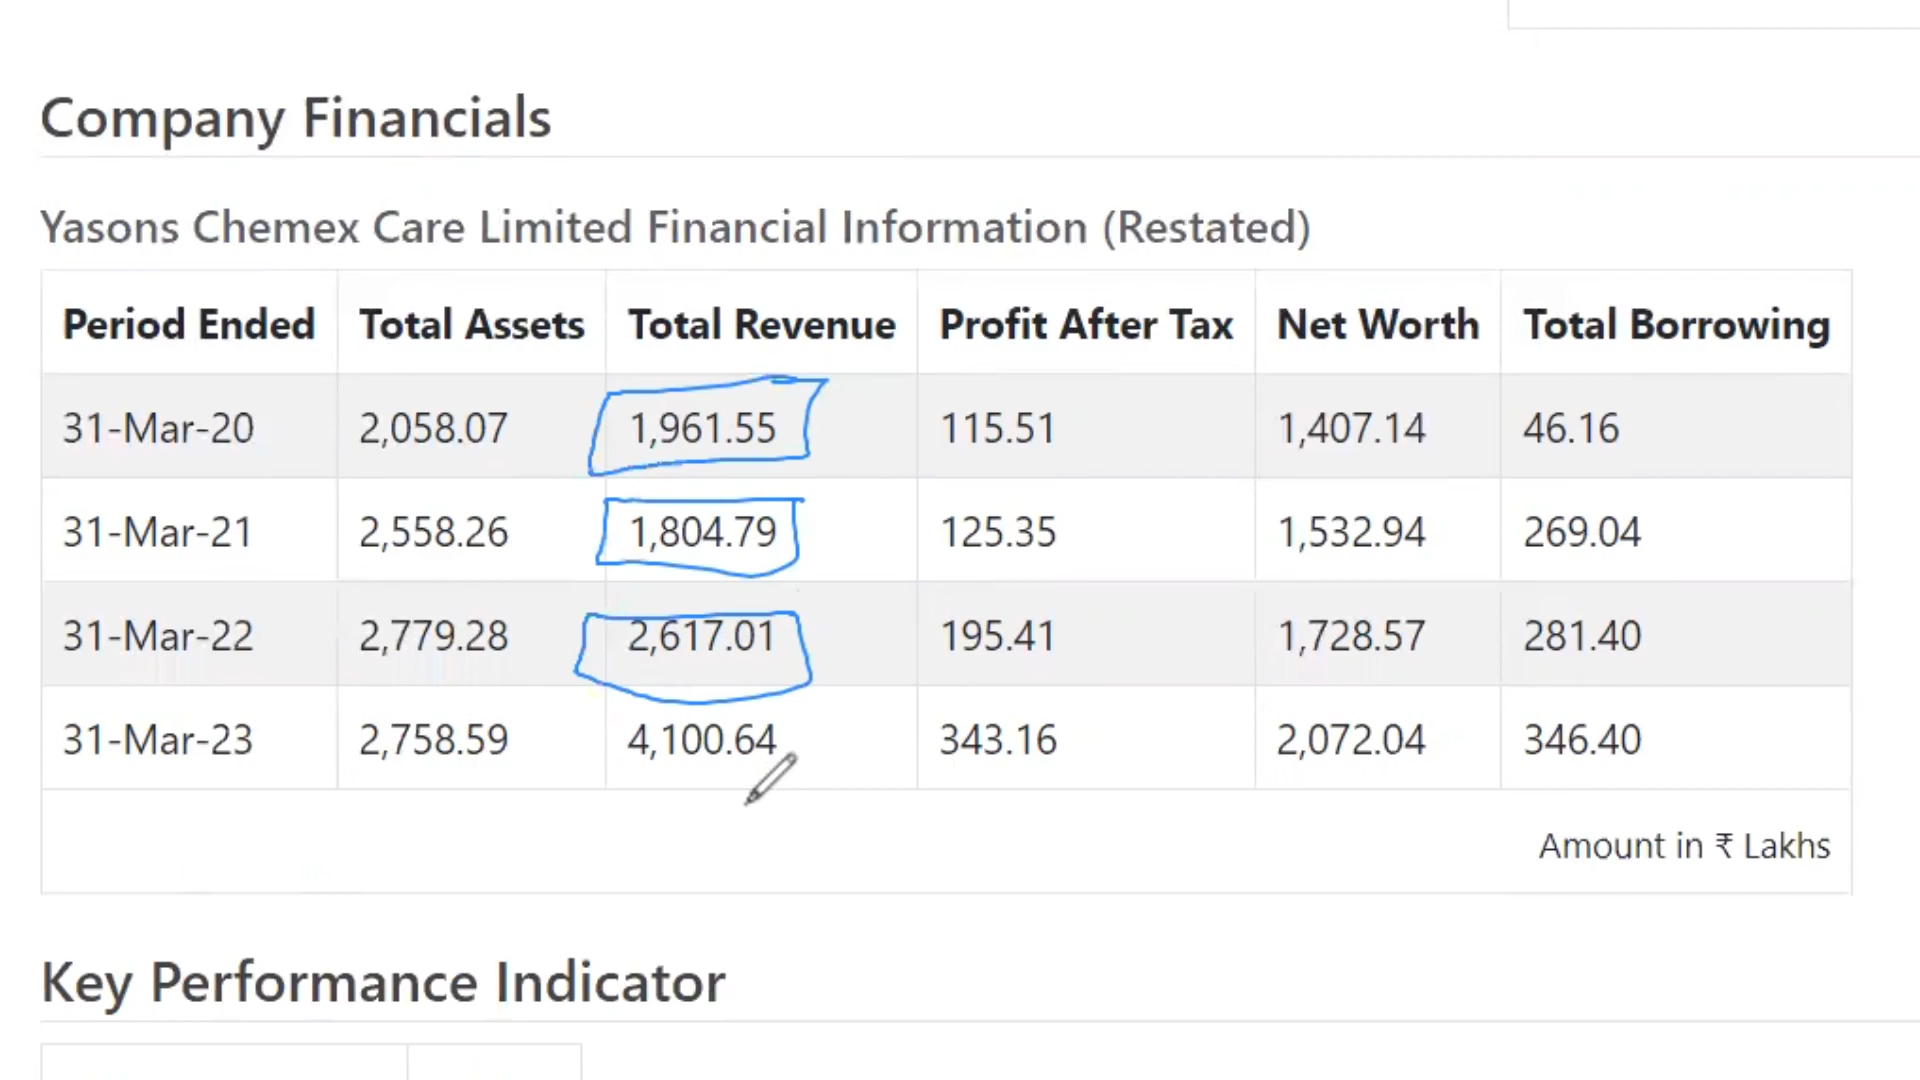 Company Financials
Yasons Chemex Care Limited Financial Information (Restated)
Period Ended Total Assets Total Revenue Profit After Tax Net Worth Total Borrowing
31-Mar-20 2,058.07 1,961.55 115.51 1,407.14 46.16
31-Mar-21 2,558.26 1,804.79 125.35 1,532.94 269.04
31-Mar-22 2,779.28 2,617.01 195.41 1,728.57 281.40
31-Mar-23 2,758.59 4,100.64 343.16 2,072.04 346.40
Amount in ₹ Lakhs
Key Performance Indicator